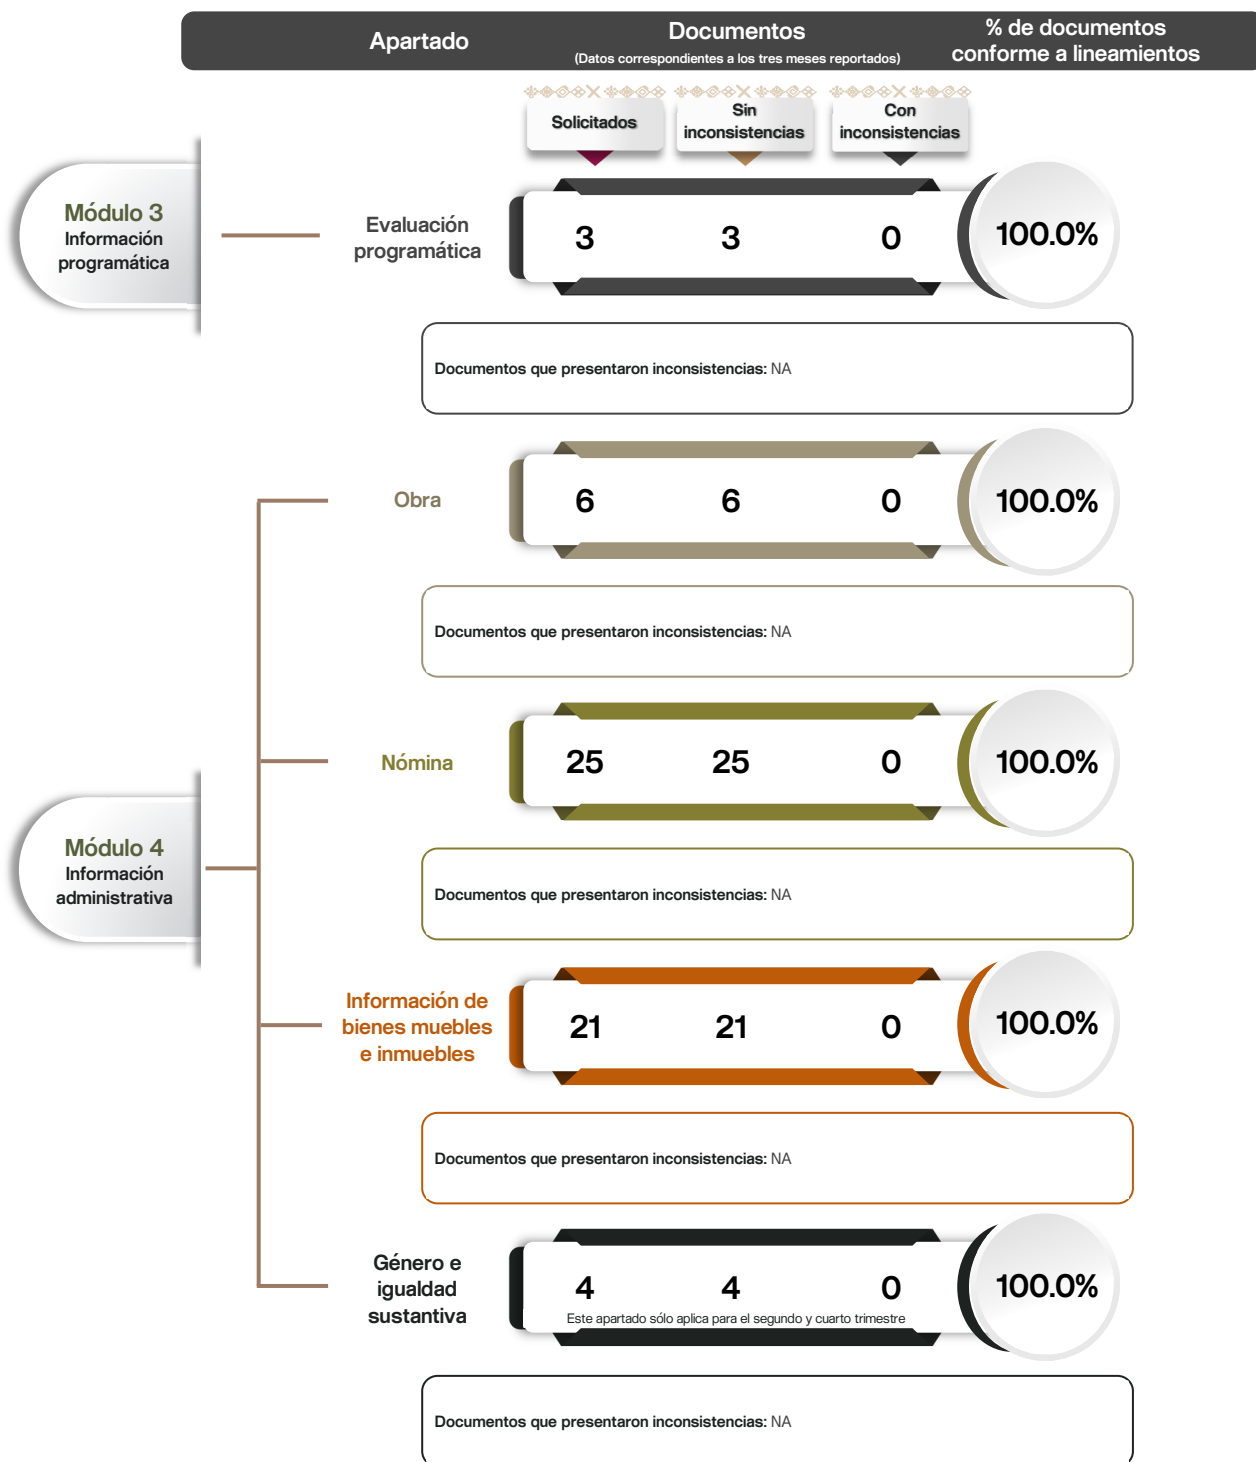 Apartado
Documentos
(Datos correspondientes a los tres meses reportados)
% de documentos
conforme a lineamientos
Solicitados
Sin
inconsistencias
Con
inconsistencias
Módulo 3
Información
programática
Evaluación
programática
3 3 0 100.0%
Documentos que presentaron inconsistencias: NA
Obra
6 6 0 100.0%
Documentos que presentaron inconsistencias: NA
Módulo 4
Información
administrativa
Nómina
25 25 0 100.0%
Documentos que presentaron inconsistencias: NA
Información de
bienes muebles
e inmuebles
21 21 0 100.0%
Documentos que presentaron inconsistencias: NA
Género e
igualdad
sustantiva
4 4 0 100.0%
Este apartado sólo aplica para el segundo y cuarto trimestre
Documentos que presentaron inconsistencias: NA